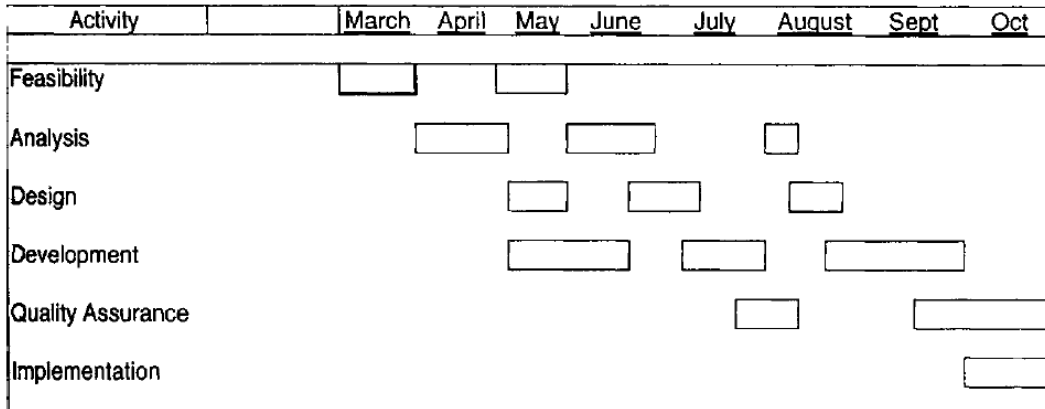 Activity March April May June July August Sept Oct
Feasibility
Analysis
Design
Development
Quality Assurance
Implementation